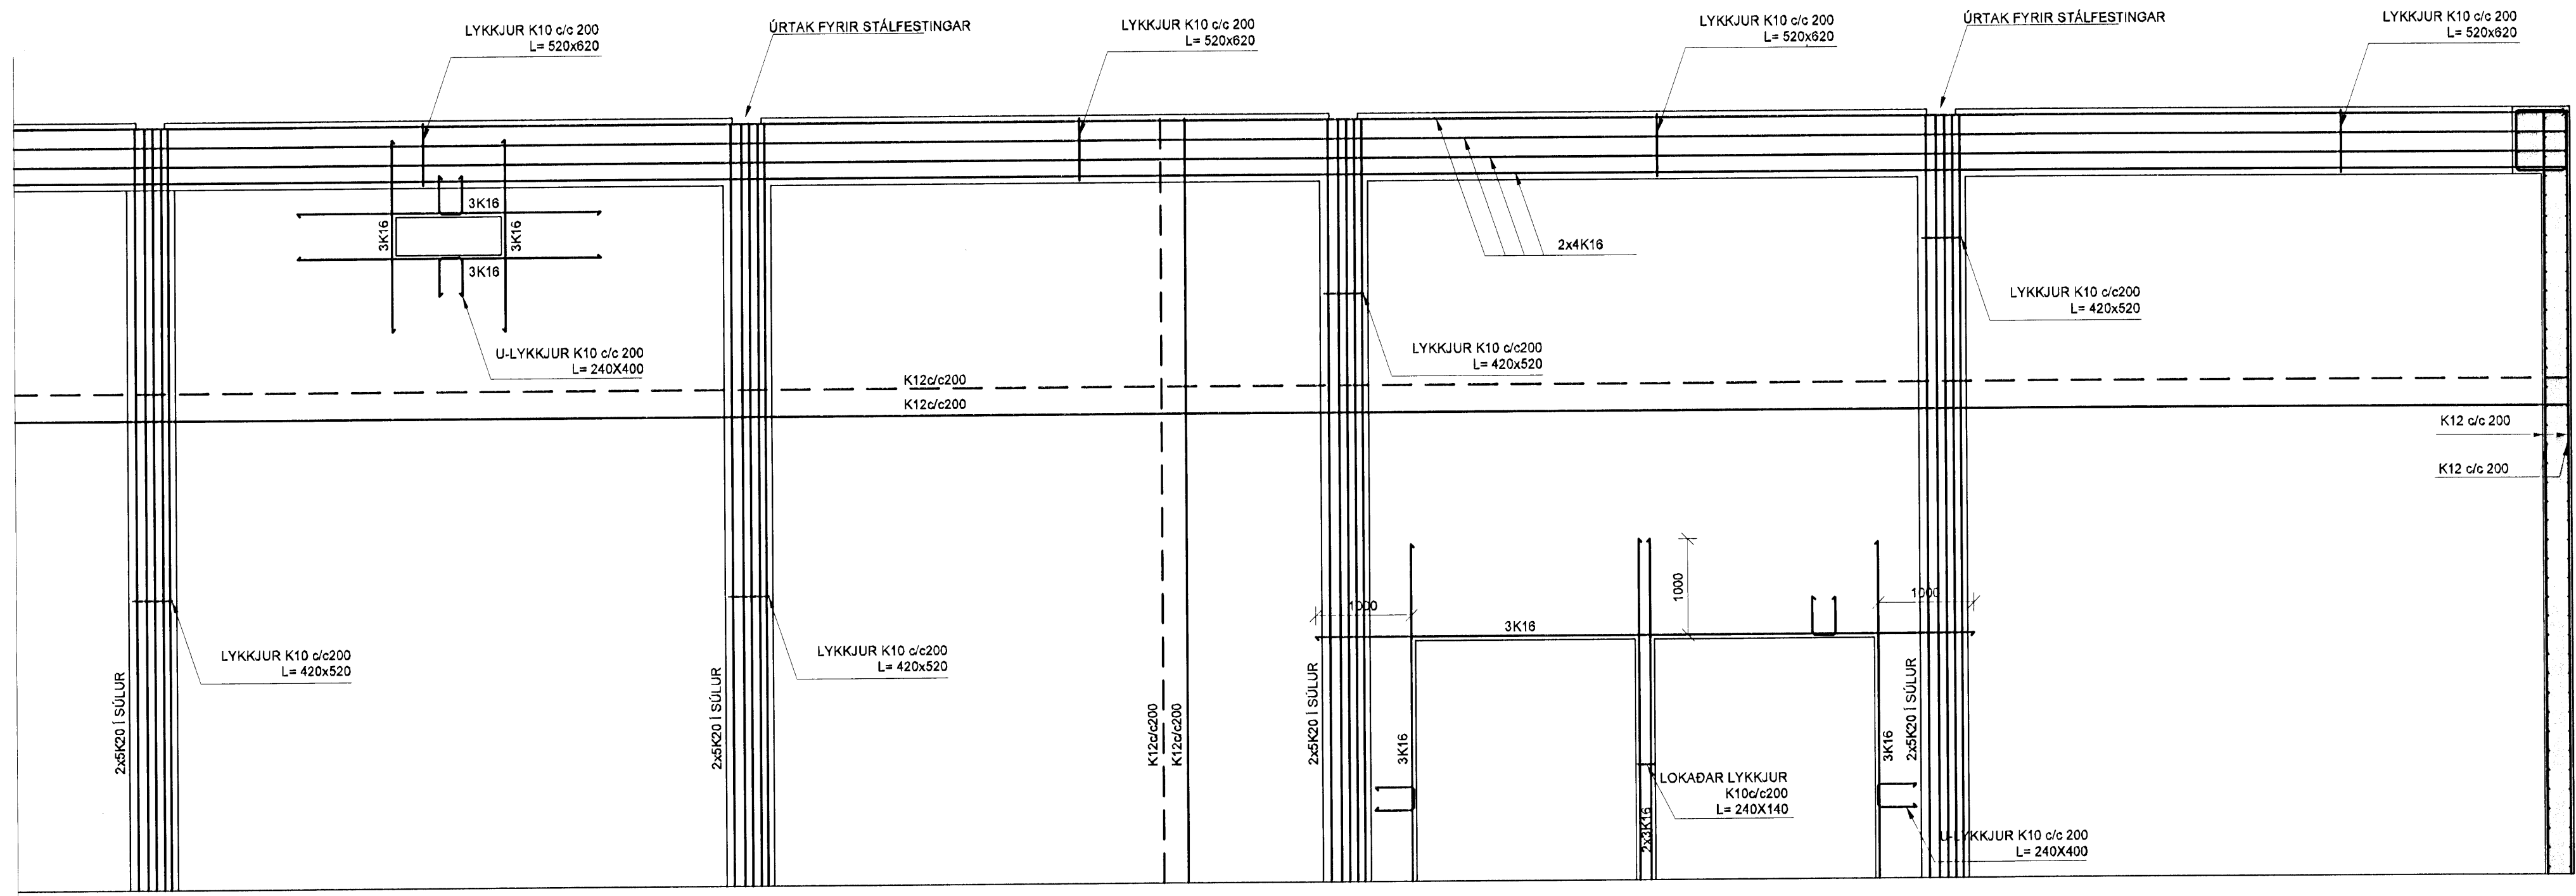 LYKKJUR K10 c/c 200
L= 520x620
ÚRTAK FYRIR STÁLFESTINGAR
LYKKJUR K10 c/c 200
L= 520x620
LYKKJUR K10 c/c 200
L= 520x620
ÚRTAK FYRIR STÁLFESTINGAR
LYKKJUR K10 c/c 200
L= 520x620
3K16
3K16
3K16
3K16
2x4K16
U-LYKKJUR K10 c/c 200
L= 240X400
LYKKJUR K10 c/c200
L= 420x520
LYKKJUR K10 c/c200
L= 420x520
K12c/c200
K12c/c200
K12 c/c 200
K12 c/c 200
1000
1000
1000
3K16
LYKKJUR K10 c/c200
L= 420x520
LYKKJUR K10 c/c200
L= 420x520
2x5K20 Í SÚLUR
2x5K20 Í SÚLUR
K12c/c200
K12c/c200
2x5K20 Í SÚLUR
3K16
3K16
2x5K20 Í SÚLUR
LOKAÐAR LYKKJUR
K10c/c200
L= 240X140
2x3K16
U-LYKKJUR K10 c/c 200
L= 240X400